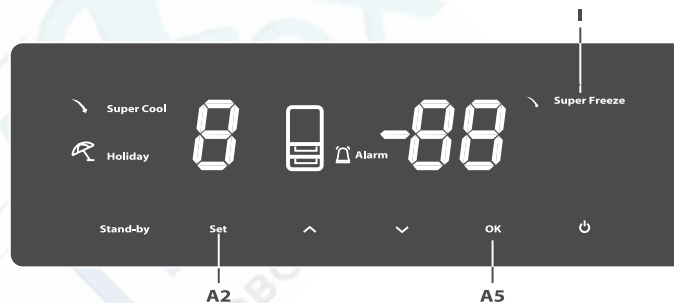 I
Super Cool
8
-88
Super Freeze
Holiday
Alarm
Stand-by
Set
OK
A2
A5